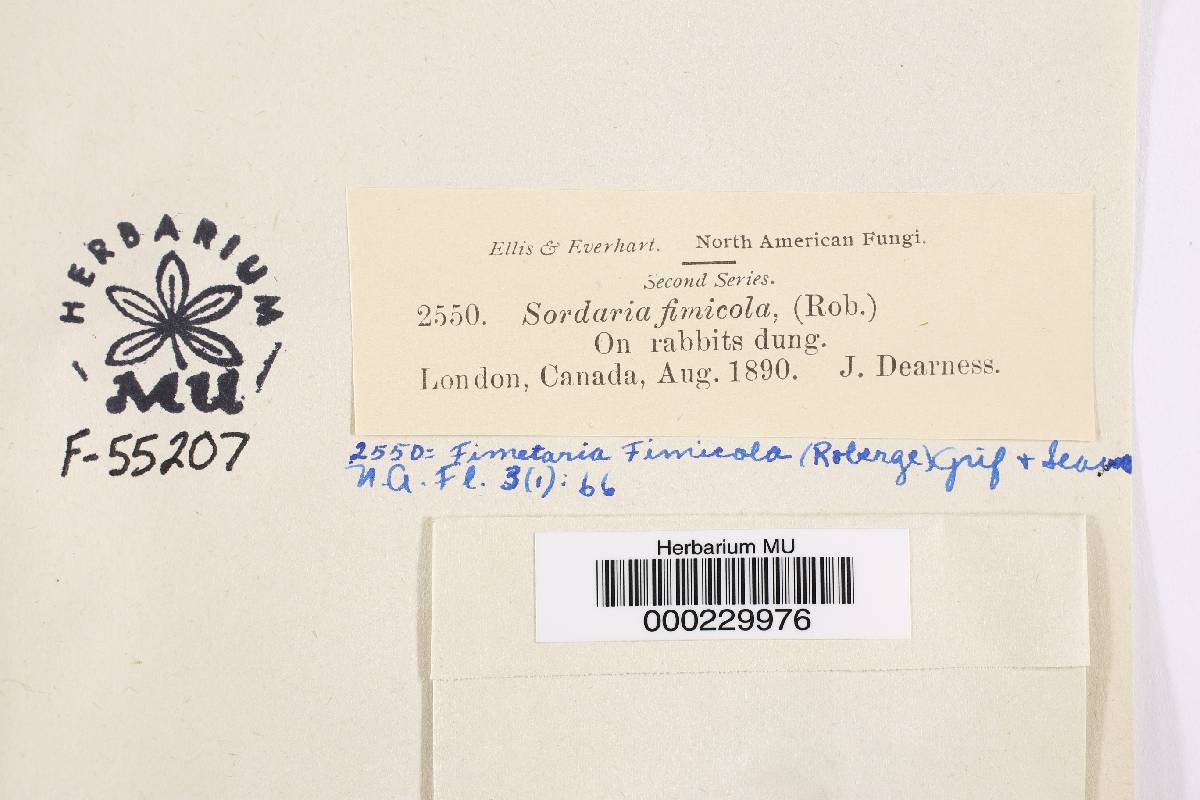 HERBARIUM
MU
F-55207
Ellis & Everhart. North American Fungi.
Second Series.
2550. Sordaria fimicola, (Rob.)
On rabbits dung.
London, Canada, Aug. 1890. J. Dearness.
2550= Fimetaria Fimicola (Roberge) Grif +
N.A. Fl. 3(1): 66
Herbarium MU
000229976